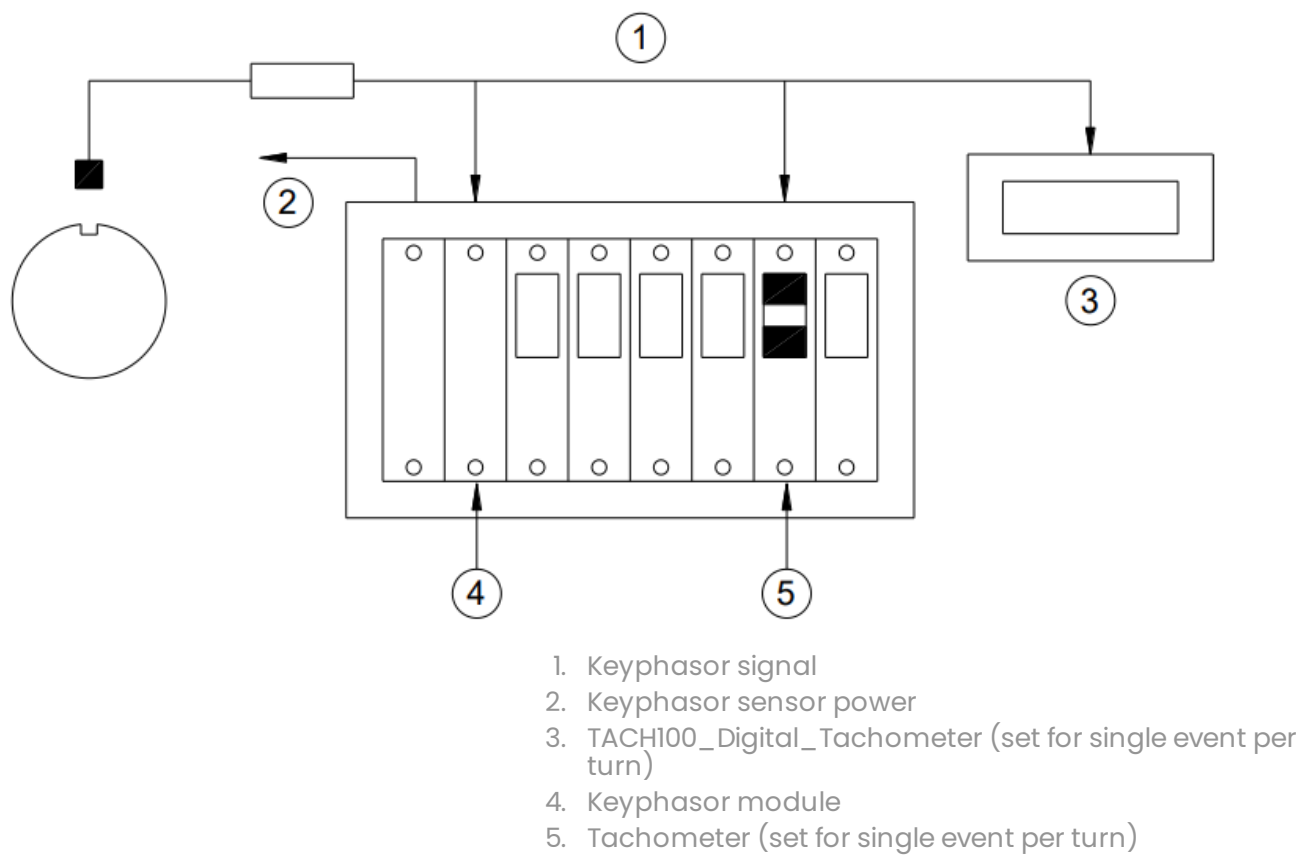 1
2
3
4
5
1. Keyphasor signal
2. Keyphasor sensor power
3. TACH100_Digital_Tachometer (set for single event per
turn)
4. Keyphasor module
5. Tachometer (set for single event per turn)